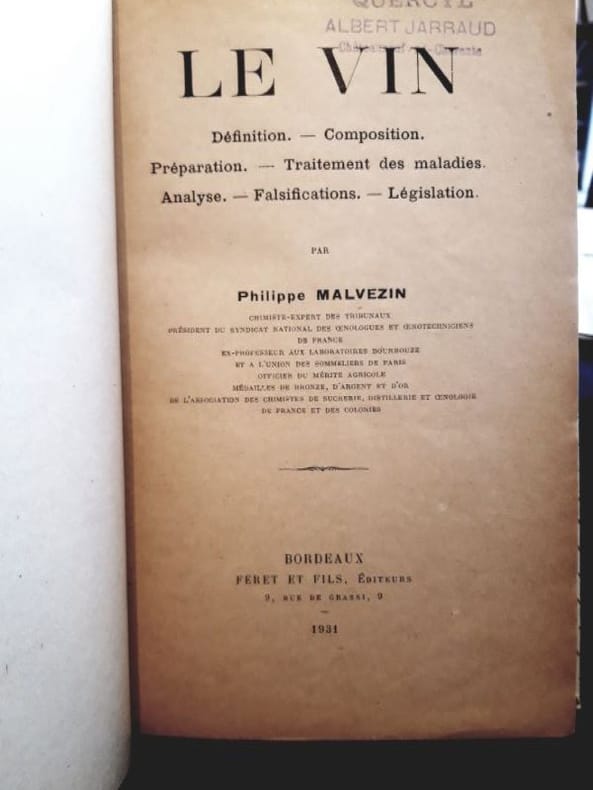 QUERCYL
ALBERT JARRAUD
Châteauneuf
Charente
LE VIN
Définition. — Composition.
Préparation. — Traitement des maladies.
Analyse. — Falsifications. — Législation.
PAR
Philippe MALVEZIN
CHIMISTE-EXPERT DES TRIBUNAUX
PRÉSIDENT DU SYNDICAT NATIONAL DES ŒNOLOGUES ET ŒNOTECHNICIENS
DE FRANCE
EX-PROFESSEUR AUX LABORATOIRES BOURBOUZE
ET A L'UNION DES SOMMELIERS DE PARIS
OFFICIER DU MÉRITE AGRICOLE
MÉDAILLES DE BRONZE, D'ARGENT ET D'OR
DE L'ASSOCIATION DES CHIMISTES DE SUCRERIE, DISTILLERIE ET ŒNOLOGIE
DE FRANCE ET DES COLONIES
BORDEAUX
FERET ET FILS, ÉDITEURS
9, RUE DE GRASSI, 9
1931